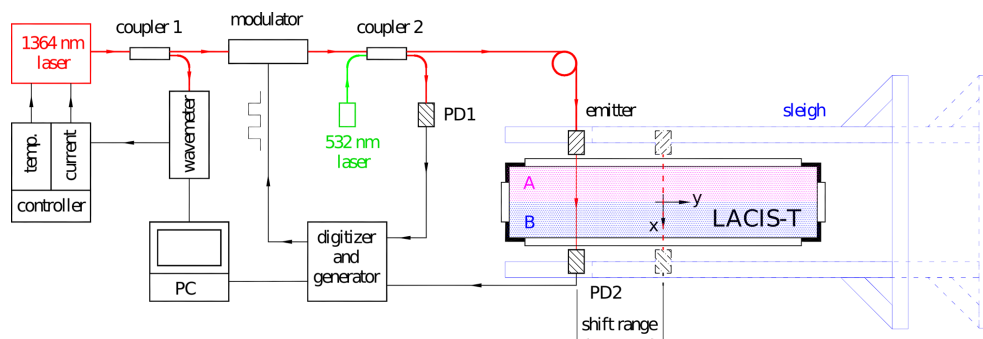 1364 nm
laser
coupler 1
modulator
coupler 2
wavemeter
temp.
current
controller
532 nm
laser
PD1
emitter
sleigh
A
B
y
x
LACIS-T
PC
digitizer
and
generator
PD2
shift range